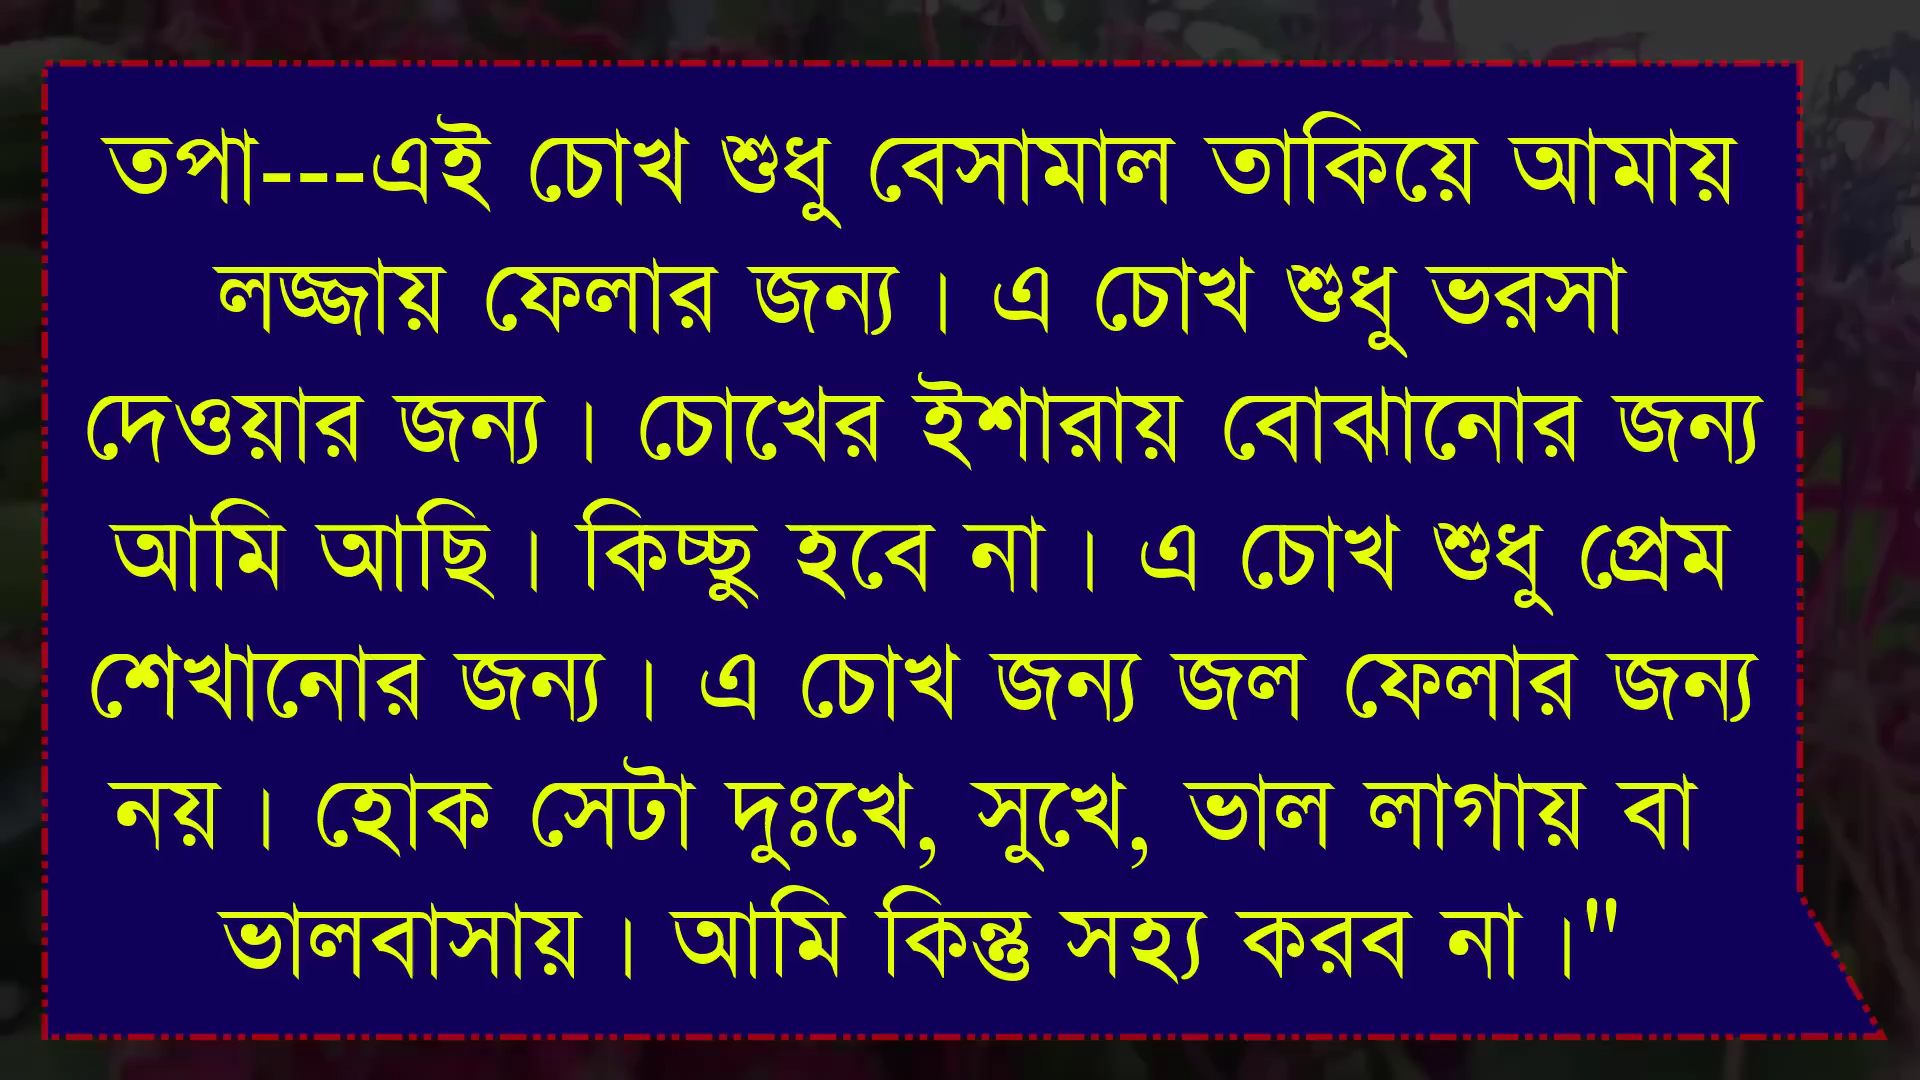 তপা---এই চোখ শুধু বেসামাল তাকিয়ে আমায়
লজ্জায় ফেলার জন্য। এ চোখ শুধু ভরসা
দেওয়ার জন্য। চোখের ইশারায় বোঝানোর জন্য
আমি আছি। কিচ্ছু হবে না। এ চোখ শুধু প্রেম
শেখানোর জন্য। এ চোখ জন্য জল ফেলার জন্য
নয়। হোক সেটা দুঃখে, সুখে, ভাল লাগায় বা
ভালবাসায়। আমি কিন্তু সহ্য করব না।"